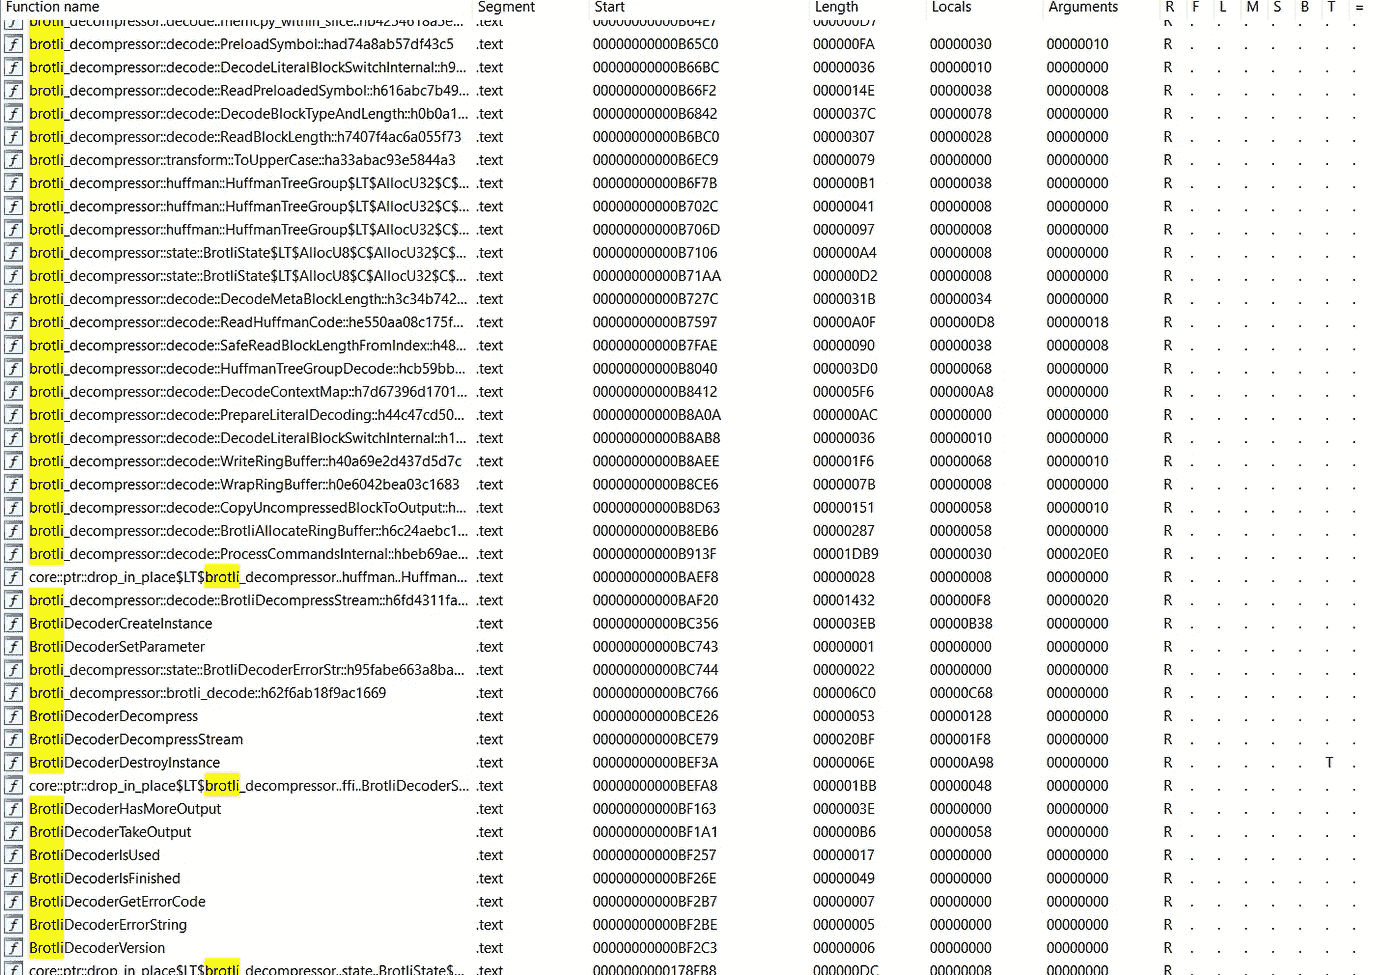 Function name Segment Start Length Locals Arguments R F L M S B T =
brotli_decompressor::decode::memcpy_within_slice::hb4254618a5e... .text 00000000000B64E7 000000D7
f brotli_decompressor::decode::PreloadSymbol::had74a8ab57df43c5 .text 00000000000B65C0 000000FA 00000030 00000010 R . . . . . . .
f brotli_decompressor::decode::DecodeLiteralBlockSwitchInternal::h9... .text 00000000000B66BC 00000036 00000010 00000000 R . . . . . . .
f brotli_decompressor::decode::ReadPreloadedSymbol::h616abc7b49... .text 00000000000B66F2 0000014E 00000038 00000008 R . . . . . . .
f brotli_decompressor::decode::DecodeBlockTypeAndLength::h0b0a1... .text 00000000000B6842 0000037C 00000078 00000000 R . . . . . . .
f brotli_decompressor::decode::ReadBlockLength::h7407f4ac6a055f73 .text 00000000000B6BC0 00000307 00000028 00000000 R . . . . . . .
f brotli_decompressor::transform::ToUpperCase::ha33abac93e5844a3 .text 00000000000B6EC9 00000079 00000000 00000000 R . . . . . . .
f brotli_decompressor::huffman::HuffmanTreeGroup$LT$AllocU32$C$... .text 00000000000B6F7B 000000B1 00000038 00000000 R . . . . . . .
f brotli_decompressor::huffman::HuffmanTreeGroup$LT$AllocU32$C$... .text 00000000000B702C 00000041 00000008 00000000 R . . . . . . .
f brotli_decompressor::huffman::HuffmanTreeGroup$LT$AllocU32$C$... .text 00000000000B706D 00000097 00000008 00000000 R . . . . . . .
f brotli_decompressor::state::BrotliState$LT$AllocU8$C$AllocU32$C$... .text 00000000000B7106 000000A4 00000008 00000000 R . . . . . . .
f brotli_decompressor::state::BrotliState$LT$AllocU8$C$AllocU32$C$... .text 00000000000B71AA 000000D2 00000008 00000000 R . . . . . . .
f brotli_decompressor::decode::DecodeMetaBlockLength::h3c34b742... .text 00000000000B727C 0000031B 00000034 00000000 R . . . . . . .
f brotli_decompressor::decode::ReadHuffmanCode::he550aa08c175f... .text 00000000000B7597 00000A0F 000000D8 00000018 R . . . . . . .
f brotli_decompressor::decode::SafeReadBlockLengthFromIndex::h48... .text 00000000000B7FAE 00000090 00000038 00000008 R . . . . . . .
f brotli_decompressor::decode::HuffmanTreeGroupDecode::hcb59bb... .text 00000000000B8040 000003D0 00000068 00000000 R . . . . . . .
f brotli_decompressor::decode::DecodeContextMap::h7d67396d1701... .text 00000000000B8412 000005F6 000000A8 00000000 R . . . . . . .
f brotli_decompressor::decode::PrepareLiteralDecoding::h44c47cd50... .text 00000000000B8A0A 000000AC 00000000 00000000 R . . . . . . .
f brotli_decompressor::decode::DecodeLiteralBlockSwitchInternal::h1... .text 00000000000B8AB8 00000036 00000010 00000000 R . . . . . . .
f brotli_decompressor::decode::WriteRingBuffer::h40a69e2d437d5d7c .text 00000000000B8AEE 000001F6 00000068 00000010 R . . . . . . .
f brotli_decompressor::decode::WrapRingBuffer::h0e6042bea03c1683 .text 00000000000B8CE6 0000007B 00000008 00000000 R . . . . . . .
f brotli_decompressor::decode::CopyUncompressedBlockToOutput::h... .text 00000000000B8D63 00000151 00000058 00000010 R . . . . . . .
f brotli_decompressor::decode::BrotliAllocateRingBuffer::h6c24aebc1... .text 00000000000B8EB6 00000287 00000058 00000000 R . . . . . . .
f brotli_decompressor::decode::ProcessCommandsInternal::hbeb69ae... .text 00000000000B913F 00001DB9 00000030 000020E0 R . . . . . . .
f core::ptr::drop_in_place$LT$brotli_decompressor..huffman..Huffman... .text 00000000000BAEF8 00000028 00000008 00000000 R . . . . . . .
f brotli_decompressor::decode::BrotliDecompressStream::h6fd4311fa... .text 00000000000BAF20 00001432 000000F8 00000020 R . . . . . . .
f BrotliDecoderCreateInstance .text 00000000000BC356 000003EB 00000B38 00000000 R . . . . . . .
f BrotliDecoderSetParameter .text 00000000000BC743 00000001 00000000 00000000 R . . . . . . .
f brotli_decompressor::state::BrotliDecoderErrorStr::h95fabe663a8ba... .text 00000000000BC744 00000022 00000000 00000000 R . . . . . . .
f brotli_decompressor::brotli_decode::h62f6ab18f9ac1669 .text 00000000000BC766 000006C0 00000C68 00000000 R . . . . . . .
f BrotliDecoderDecompress .text 00000000000BCE26 00000053 00000128 00000000 R . . . . . . .
f BrotliDecoderDecompressStream .text 00000000000BCE79 000020BF 000001F8 00000000 R . . . . . . .
f BrotliDecoderDestroyInstance .text 00000000000BEF3A 0000006E 00000A98 00000000 R . . . . . T .
f core::ptr::drop_in_place$LT$brotli_decompressor..ffi..BrotliDecoderS... .text 00000000000BEFA8 000001BB 00000048 00000000 R . . . . . . .
f BrotliDecoderHasMoreOutput .text 00000000000BF163 0000003E 00000000 00000000 R . . . . . . .
f BrotliDecoderTakeOutput .text 00000000000BF1A1 000000B6 00000058 00000000 R . . . . . . .
f BrotliDecoderIsUsed .text 00000000000BF257 00000017 00000000 00000000 R . . . . . . .
f BrotliDecoderIsFinished .text 00000000000BF26E 00000049 00000000 00000000 R . . . . . . .
f BrotliDecoderGetErrorCode .text 00000000000BF2B7 00000007 00000000 00000000 R . . . . . . .
f BrotliDecoderErrorString .text 00000000000BF2BE 00000005 00000000 00000000 R . . . . . . .
f BrotliDecoderVersion .text 00000000000BF2C3 00000006 00000000 00000000 R . . . . . . .
f core::ptr::drop_in_place$LT$brotli_decompressor..state..BrotliState$... .text 0000000000178FB8 000000DC 00000008 00000000 R . . . . . . .